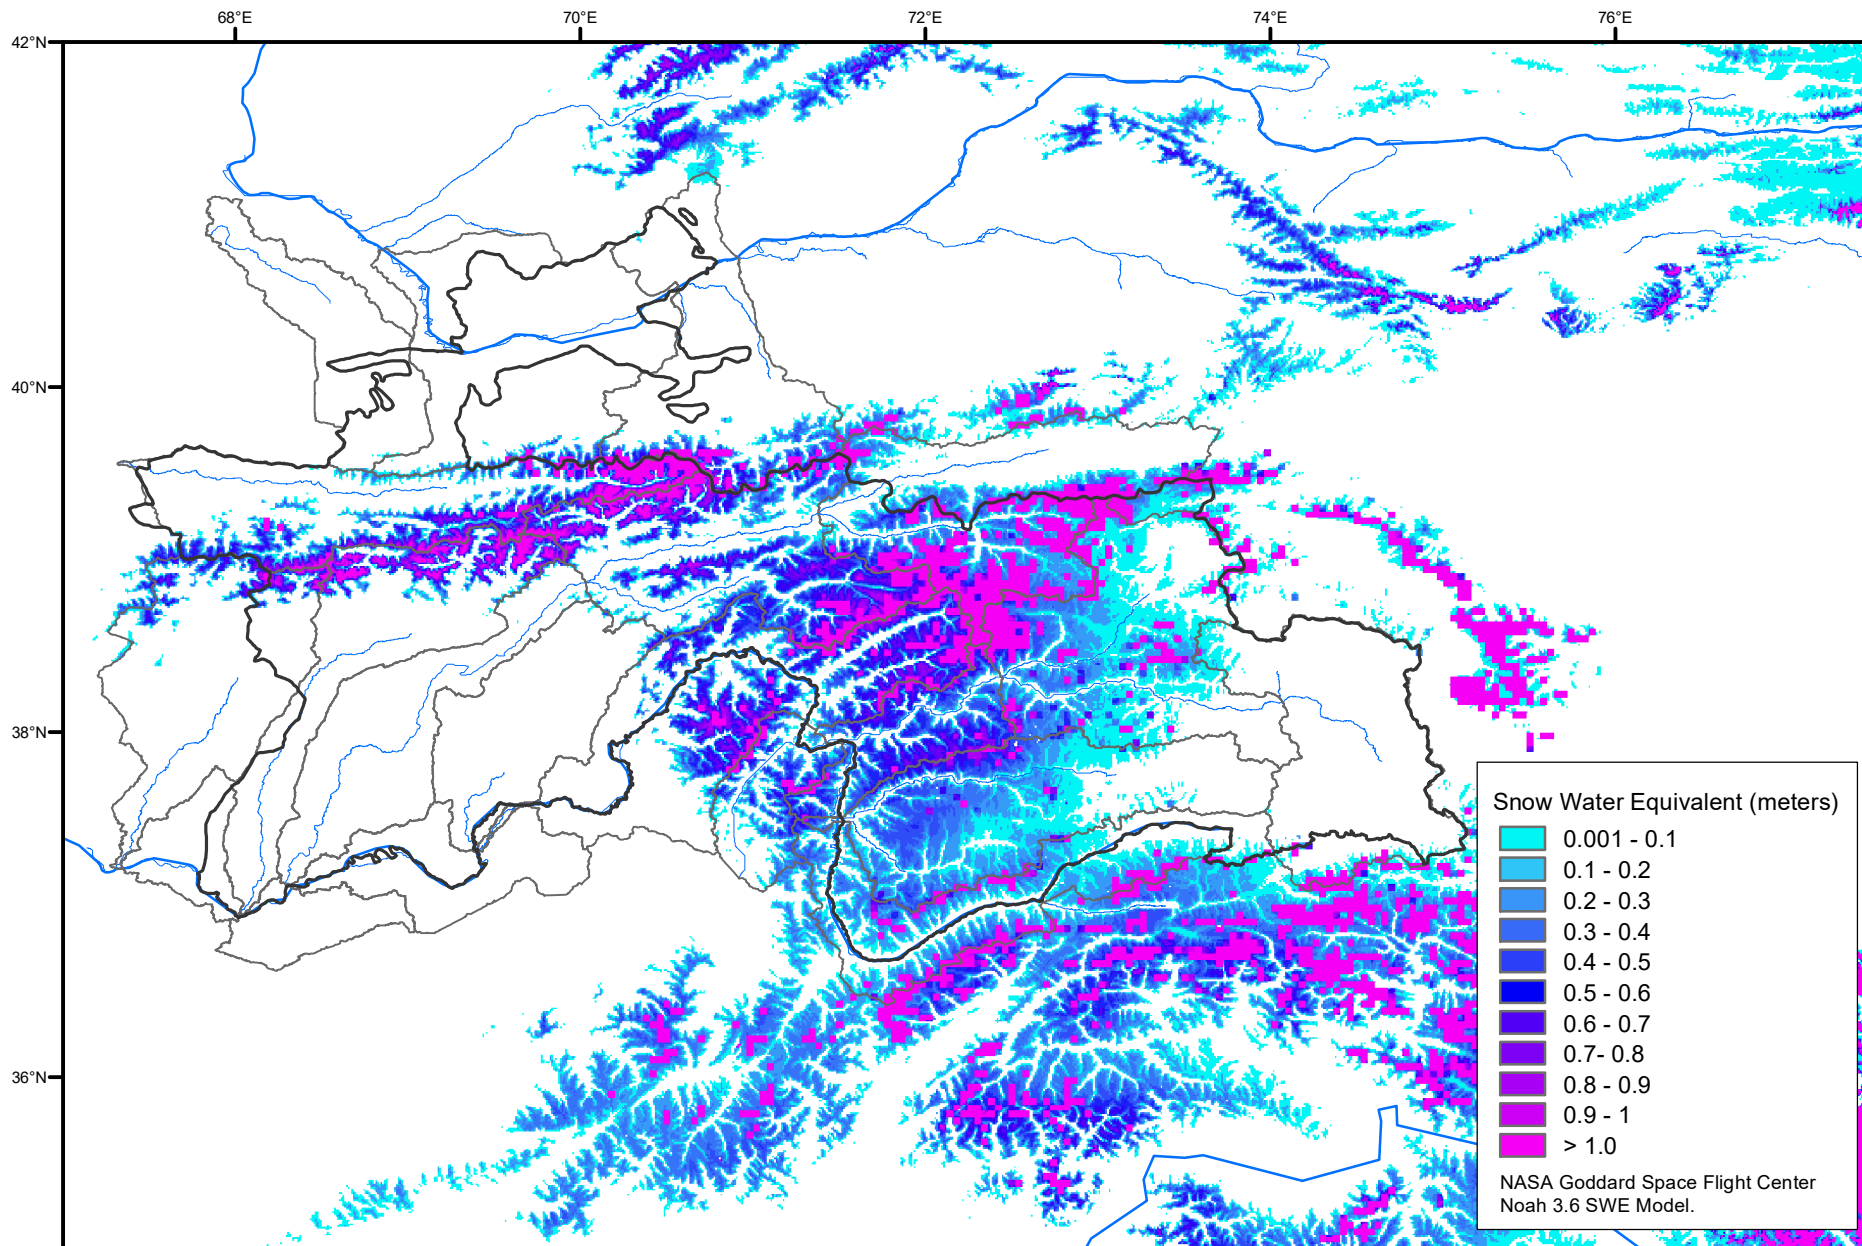 68°E 70°E 72°E 74°E 76°E
42°N
40°N
38°N
36°N
Snow Water Equivalent (meters)
0.001 - 0.1
0.1 - 0.2
0.2 - 0.3
0.3 - 0.4
0.4 - 0.5
0.5 - 0.6
0.6 - 0.7
0.7- 0.8
0.8 - 0.9
0.9 - 1
> 1.0
NASA Goddard Space Flight Center
Noah 3.6 SWE Model.